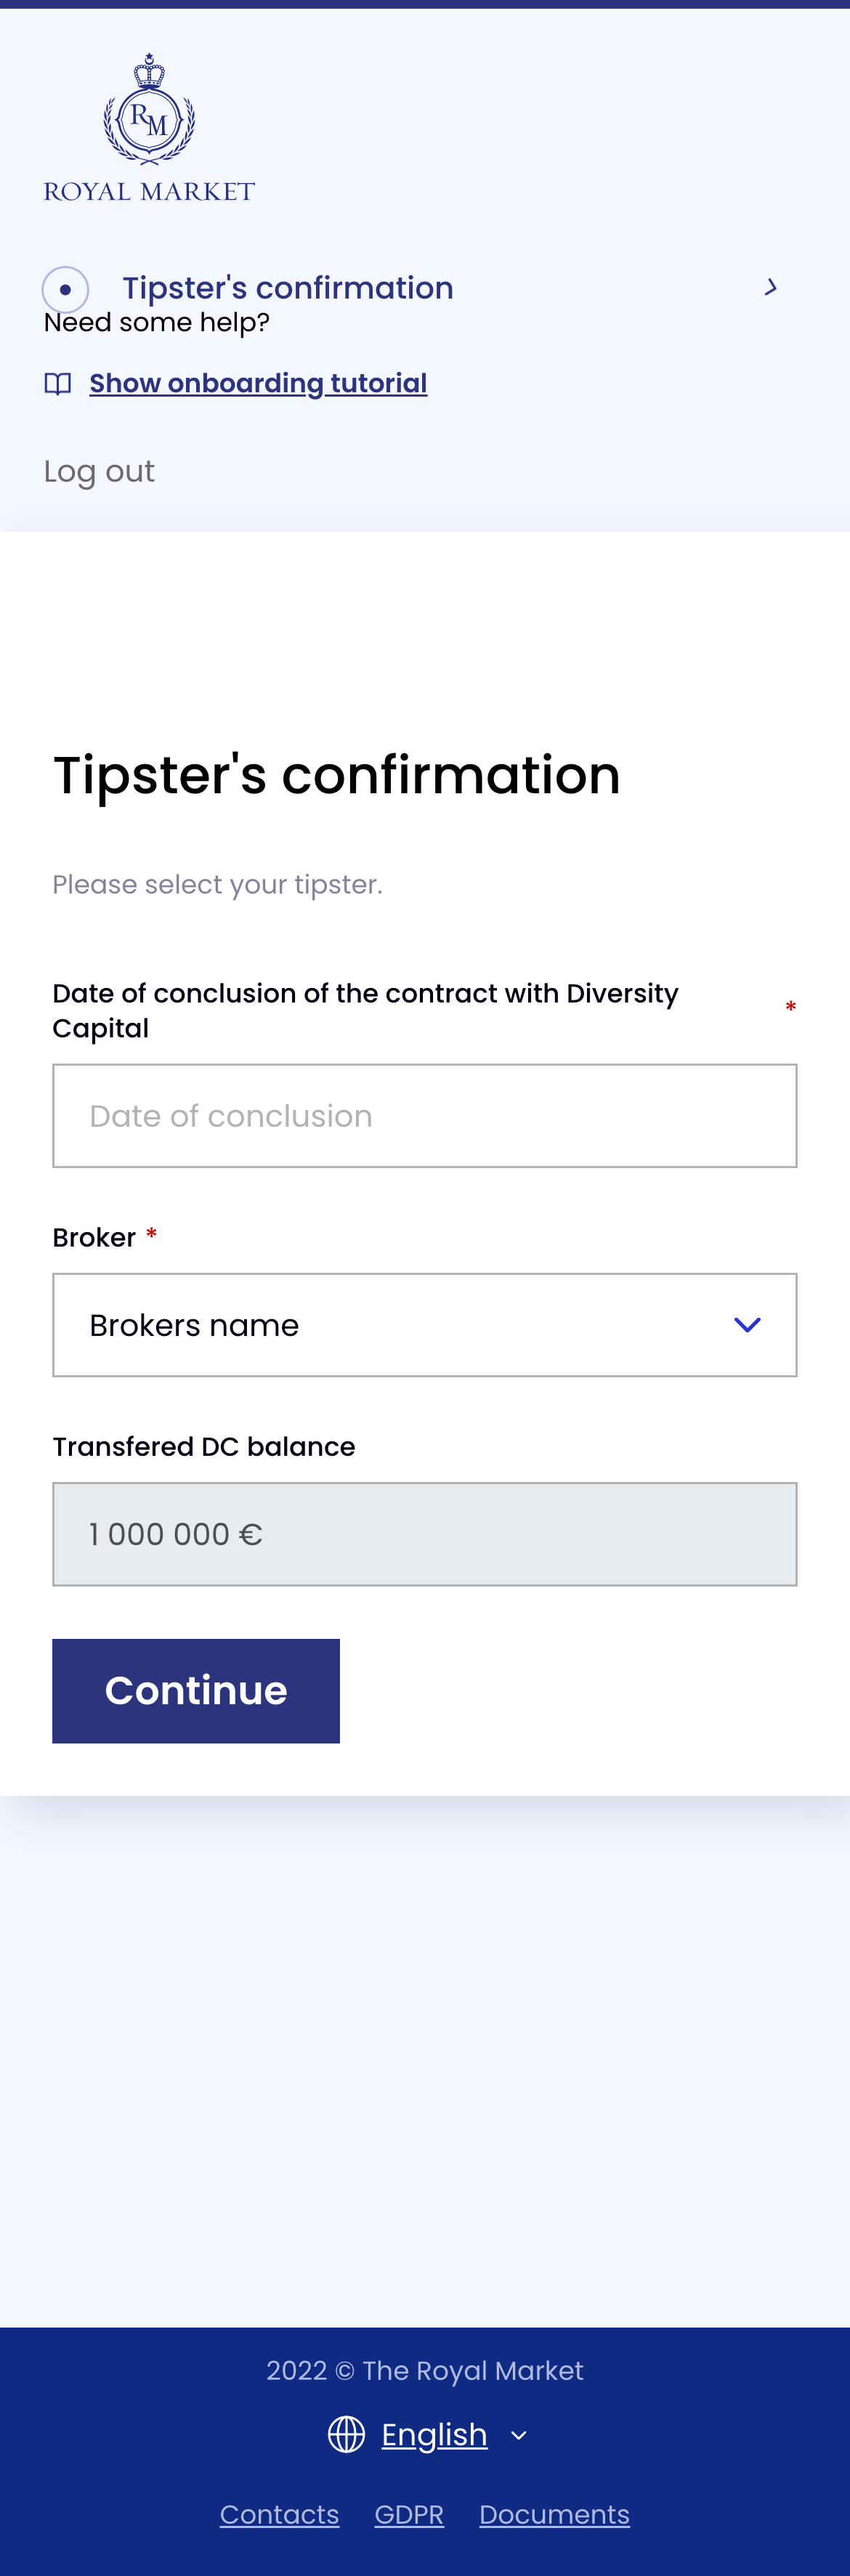 RM
ROYAL MARKET
Tipster's confirmation
Need some help?
Show onboarding tutorial
Log out
Tipster's confirmation
Please select your tipster.
Date of conclusion of the contract with Diversity
Capital *
Date of conclusion
Broker *
Brokers name
Transfered DC balance
1 000 000 €
Continue
2022 © The Royal Market
English
Contacts GDPR Documents